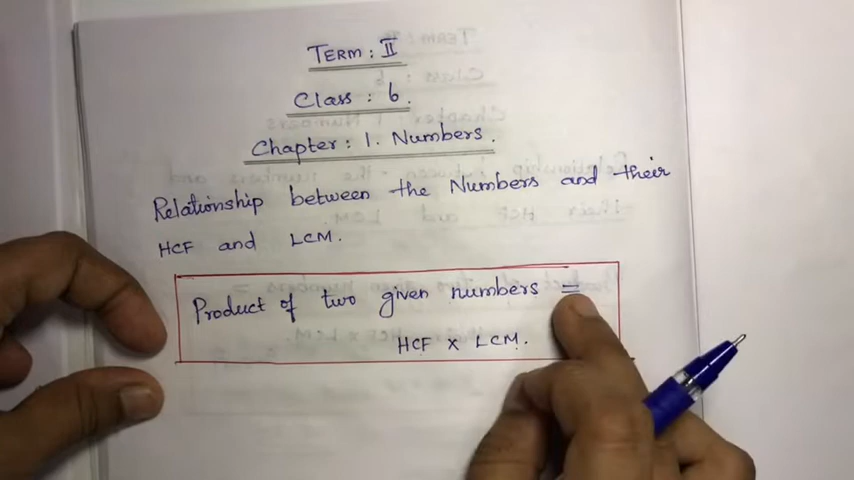 TERM : II
Class : 6.
Chapter : 1. Numbers.
Relationship between the Numbers and their
HCF and LCM.
Product of two given numbers =
HCF x LCM.